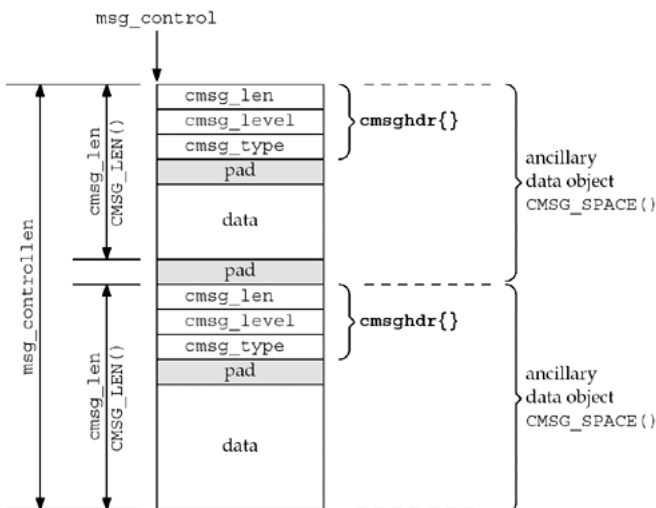 msg_control
cmsg_len
cmsg_level
cmsg_type
pad
data
pad
cmsg_len
cmsg_level
cmsg_type
pad
data
cmsghdr{}
cmsghdr{}
ancillary
data object
CMSG_SPACE()
ancillary
data object
CMSG_SPACE()
cmsg_len
CMSG_LEN()
cmsg_len
CMSG_LEN()
msg_controllen